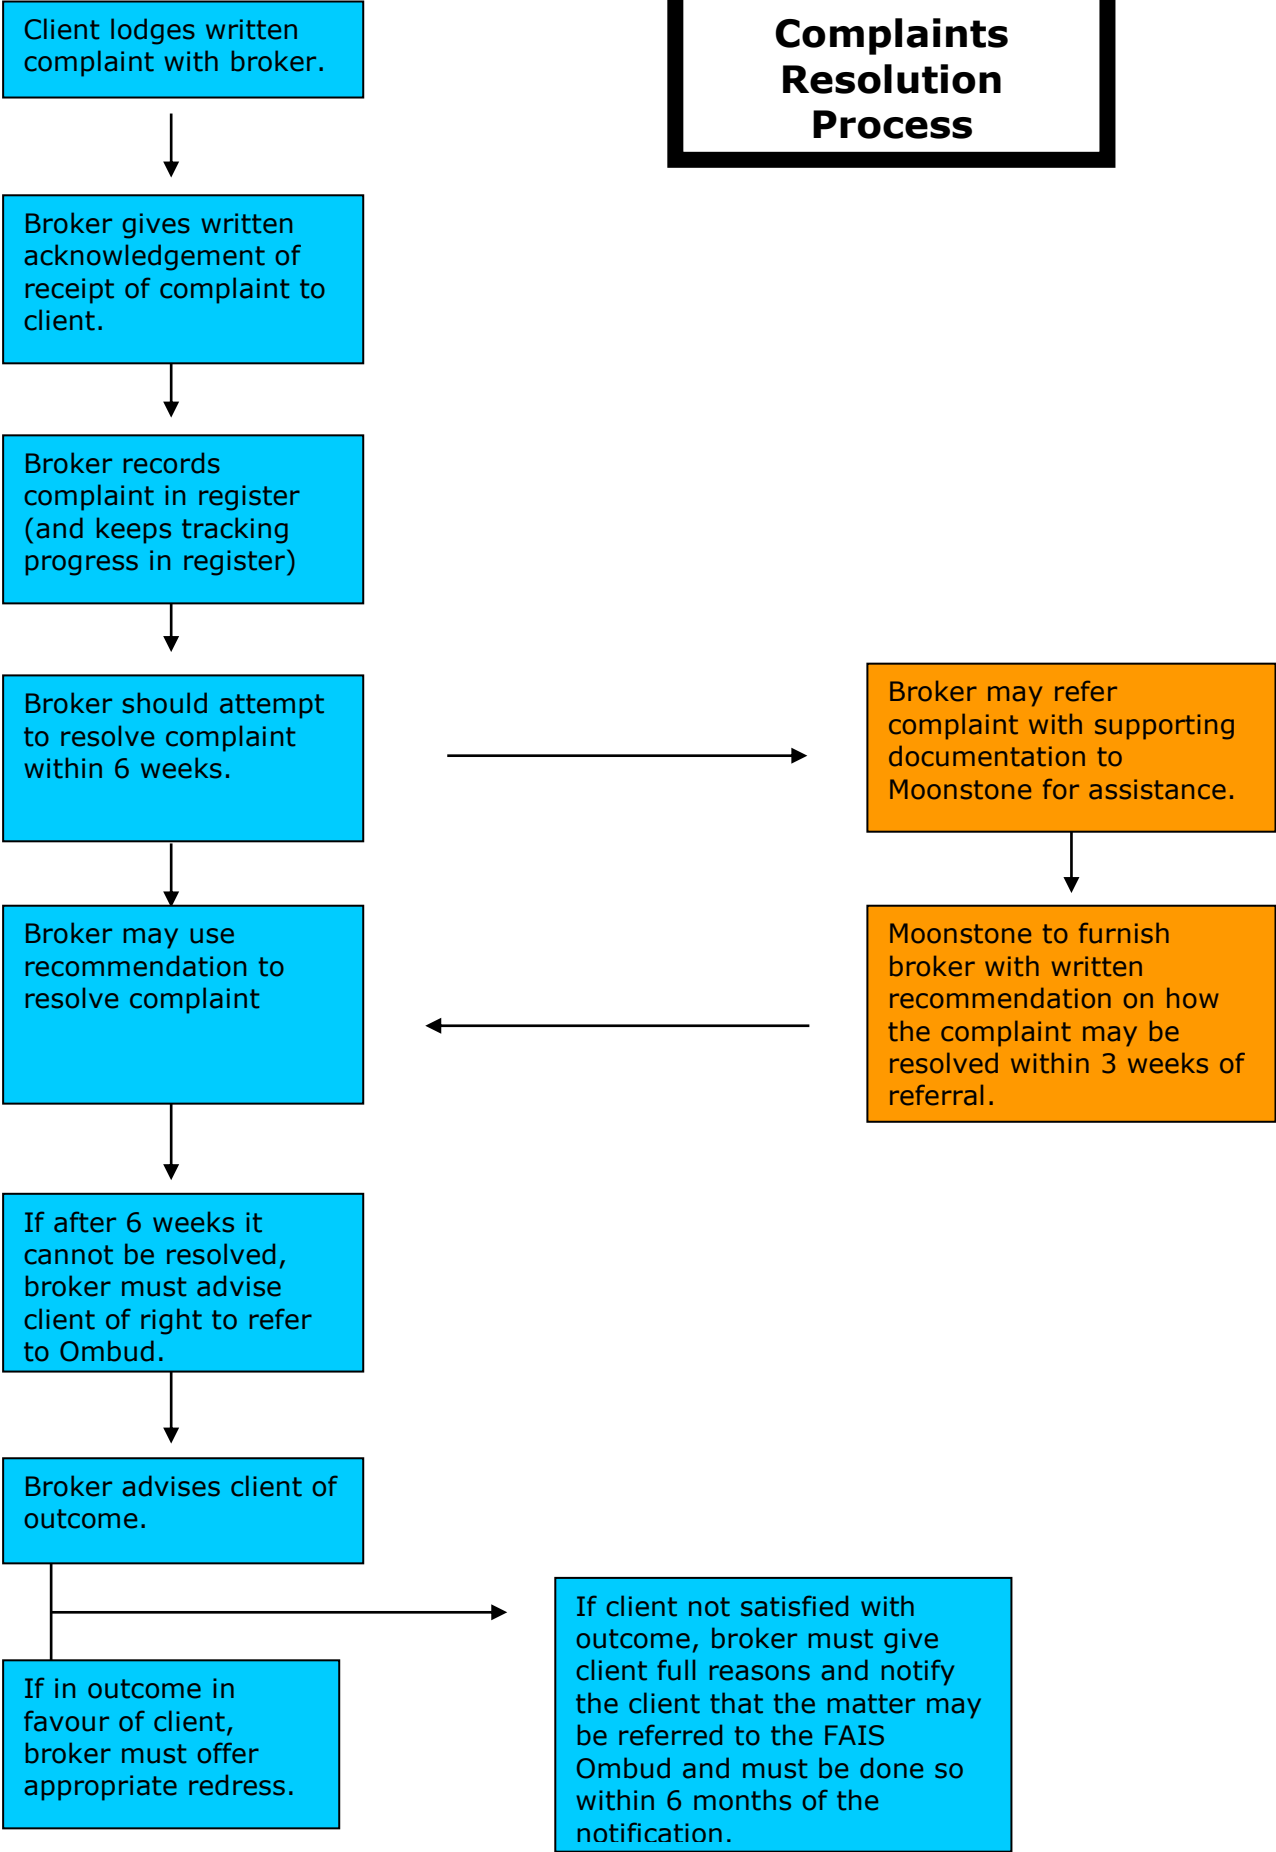 Complaints
Resolution
Process
Client lodges written
complaint with broker.
Broker gives written
acknowledgement of
receipt of complaint to
client.
Broker records
complaint in register
(and keeps tracking
progress in register)
Broker should attempt
to resolve complaint
within 6 weeks.
Broker may refer
complaint with supporting
documentation to
Moonstone for assistance.
Moonstone to furnish
broker with written
recommendation on how
the complaint may be
resolved within 3 weeks of
referral.
Broker may use
recommendation to
resolve complaint
If after 6 weeks it
cannot be resolved,
broker must advise
client of right to refer
to Ombud.
Broker advises client of
outcome.
If client not satisfied with
outcome, broker must give
client full reasons and notify
the client that the matter may
be referred to the FAIS
Ombud and must be done so
within 6 months of the
notification.
If in outcome in
favour of client,
broker must offer
appropriate redress.